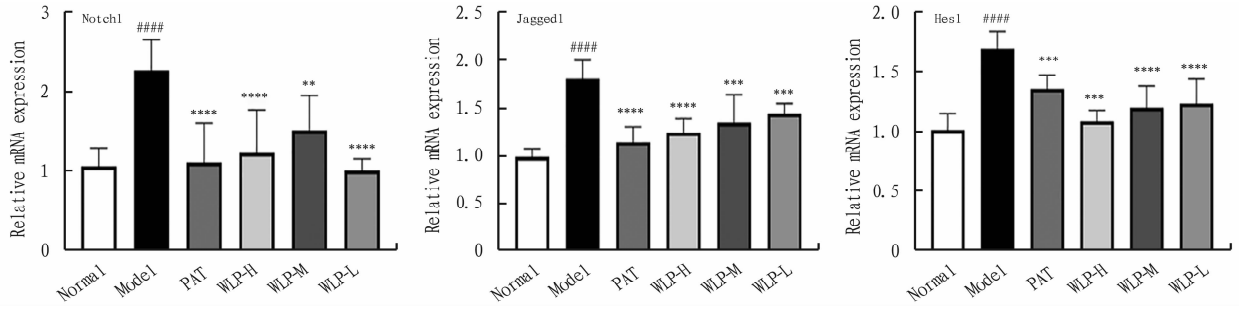 Notch1
Relative mRNA expression
3
2
1
0
####
****
****
**
****
Normal
Model
PAT
WLP-H
WLP-M
WLP-L
Jagged1
Relative mRNA expression
2.5
2.0
1.5
1.0
0.5
0
####
****
****
***
***
Normal
Model
PAT
WLP-H
WLP-M
WLP-L
Hes1
Relative mRNA expression
2.0
1.5
1.0
0.5
0
####
***
***
****
****
Normal
Model
PAT
WLP-H
WLP-M
WLP-L